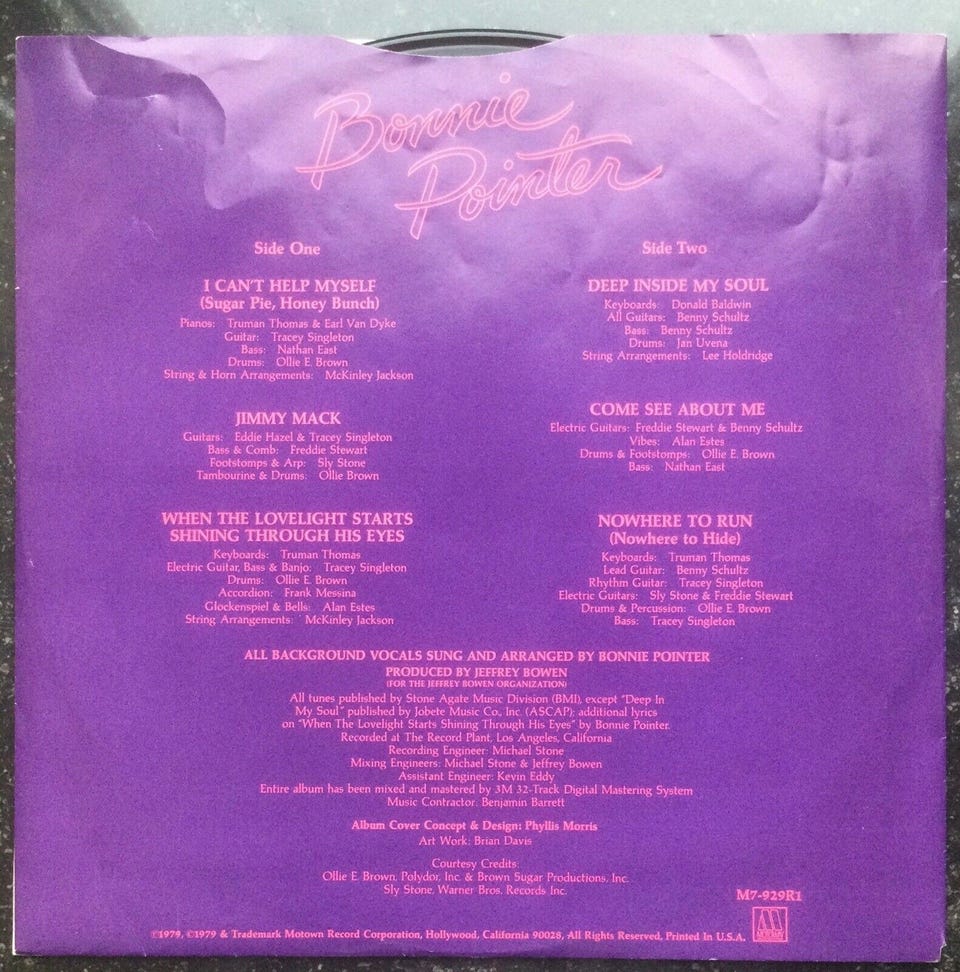 Bonnie
Pointer
Side One
I CAN'T HELP MYSELF
(Sugar Pie, Honey Bunch)
Pianos: Truman Thomas & Earl Van Dyke
Guitar: Tracey Singleton
Bass: Nathan East
Drums: Ollie E. Brown
String & Horn Arrangements: McKinley Jackson
JIMMY MACK
Guitars: Eddie Hazel & Tracey Singleton
Bass & Comb: Freddie Stewart
Footstomps & Arp: Sly Stone
Tambourine & Drums: Ollie Brown
WHEN THE LOVELIGHT STARTS
SHINING THROUGH HIS EYES
Keyboards: Truman Thomas
Electric Guitar, Bass & Banjo: Tracey Singleton
Drums: Ollie E. Brown
Accordion: Frank Messina
Glockenspiel & Bells: Alan Estes
String Arrangements: McKinley Jackson
Side Two
DEEP INSIDE MY SOUL
Keyboards: Donald Baldwin
All Guitars: Benny Schultz
Bass: Benny Schultz
Drums: Jan Uvena
String Arrangements: Lee Holdridge
COME SEE ABOUT ME
Electric Guitars: Freddie Stewart & Benny Schultz
Vibes: Alan Estes
Drums & Footstomps: Ollie E. Brown
Bass: Nathan East
NOWHERE TO RUN
(Nowhere to Hide)
Keyboards: Truman Thomas
Lead Guitar: Benny Schultz
Rhythm Guitar: Tracey Singleton
Electric Guitars: Sly Stone & Freddie Stewart
Drums & Percussion: Ollie E. Brown
Bass: Tracey Singleton
ALL BACKGROUND VOCALS SUNG AND ARRANGED BY BONNIE POINTER
PRODUCED BY JEFFREY BOWEN
(FOR THE JEFFREY BOWEN ORGANIZATION)
All tunes published by Stone Agate Music Division (BMI), except "Deep In
My Soul" published by Jobete Music Co., Inc. (ASCAP); additional lyrics
on "When The Lovelight Starts Shining Through His Eyes" by Bonnie Pointer.
Recorded at The Record Plant, Los Angeles, California
Recording Engineer: Michael Stone
Mixing Engineers: Michael Stone & Jeffrey Bowen
Assistant Engineer: Kevin Eddy
Entire album has been mixed and mastered by 3M 32-Track Digital Mastering System
Music Contractor: Benjamin Barrett
Album Cover Concept & Design: Phyllis Morris
Art Work: Brian Davis
Courtesy Credits:
Ollie E. Brown, Polydor, Inc. & Brown Sugar Productions, Inc.
Sly Stone, Warner Bros. Records Inc.
M7-929R1
M
MOTOWN
℗1979, ©1979 & Trademark Motown Record Corporation, Hollywood, California 90028, All Rights Reserved, Printed In U.S.A.